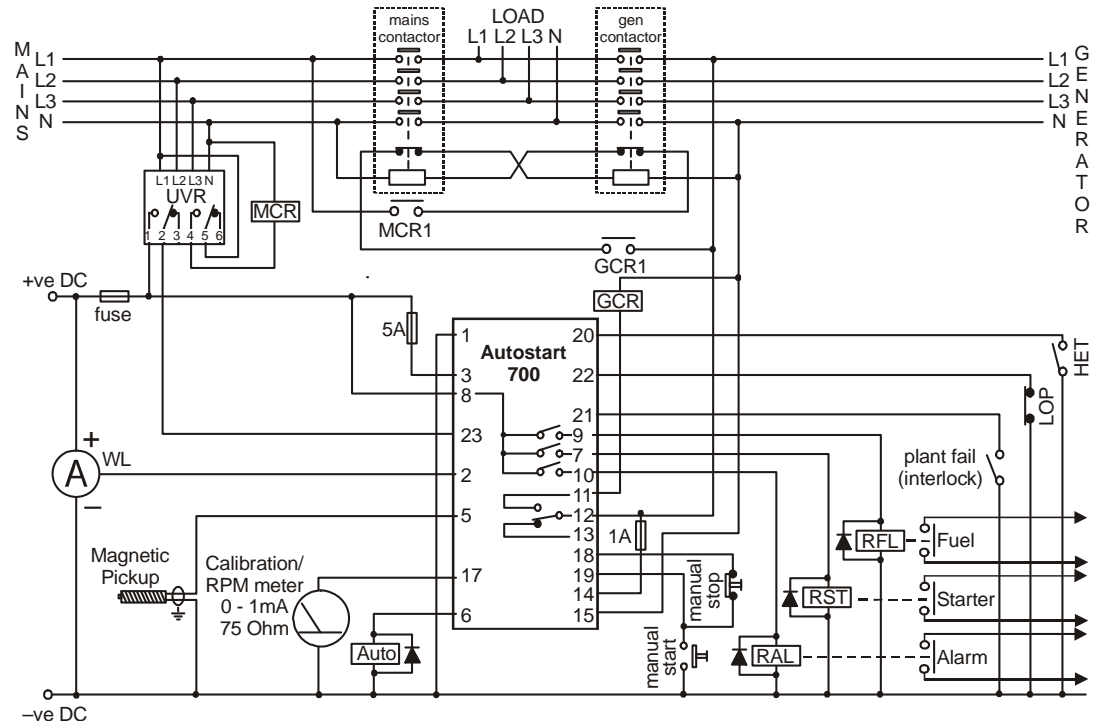 mains
contactor
LOAD
L1 L2 L3 N
gen
contactor
MAINS
L1
L2
L3
N
L1
L2
L3
N
GENERATOR
L1 L2 L3 N
UVR
1 2 3 4 5 6
MCR
MCR1
GCR1
GCR
+ve DC
fuse
5A
Autostart
700
1
3
8
23
2
5
17
6
20
22
21
9
7
10
11
12
13
18
19
14
15
1A
HET
LOP
plant fail
(interlock)
+
A
WL
–
Magnetic
Pickup
Calibration/
RPM meter
0 - 1mA
75 Ohm
Auto
manual
stop
manual
start
RFL
Fuel
RST
Starter
RAL
Alarm
–ve DC